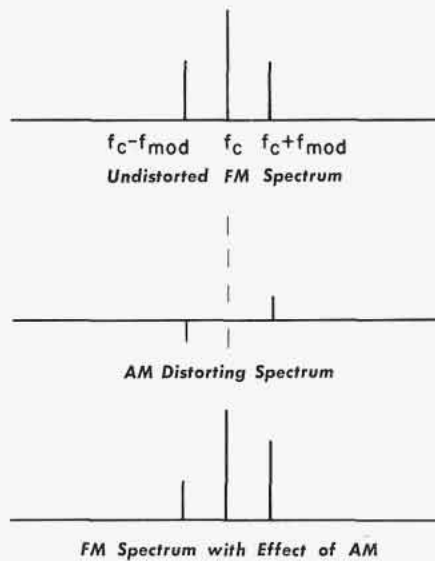 fc-fmod fc fc+fmod
Undistorted FM Spectrum
AM Distorting Spectrum
FM Spectrum with Effect of AM